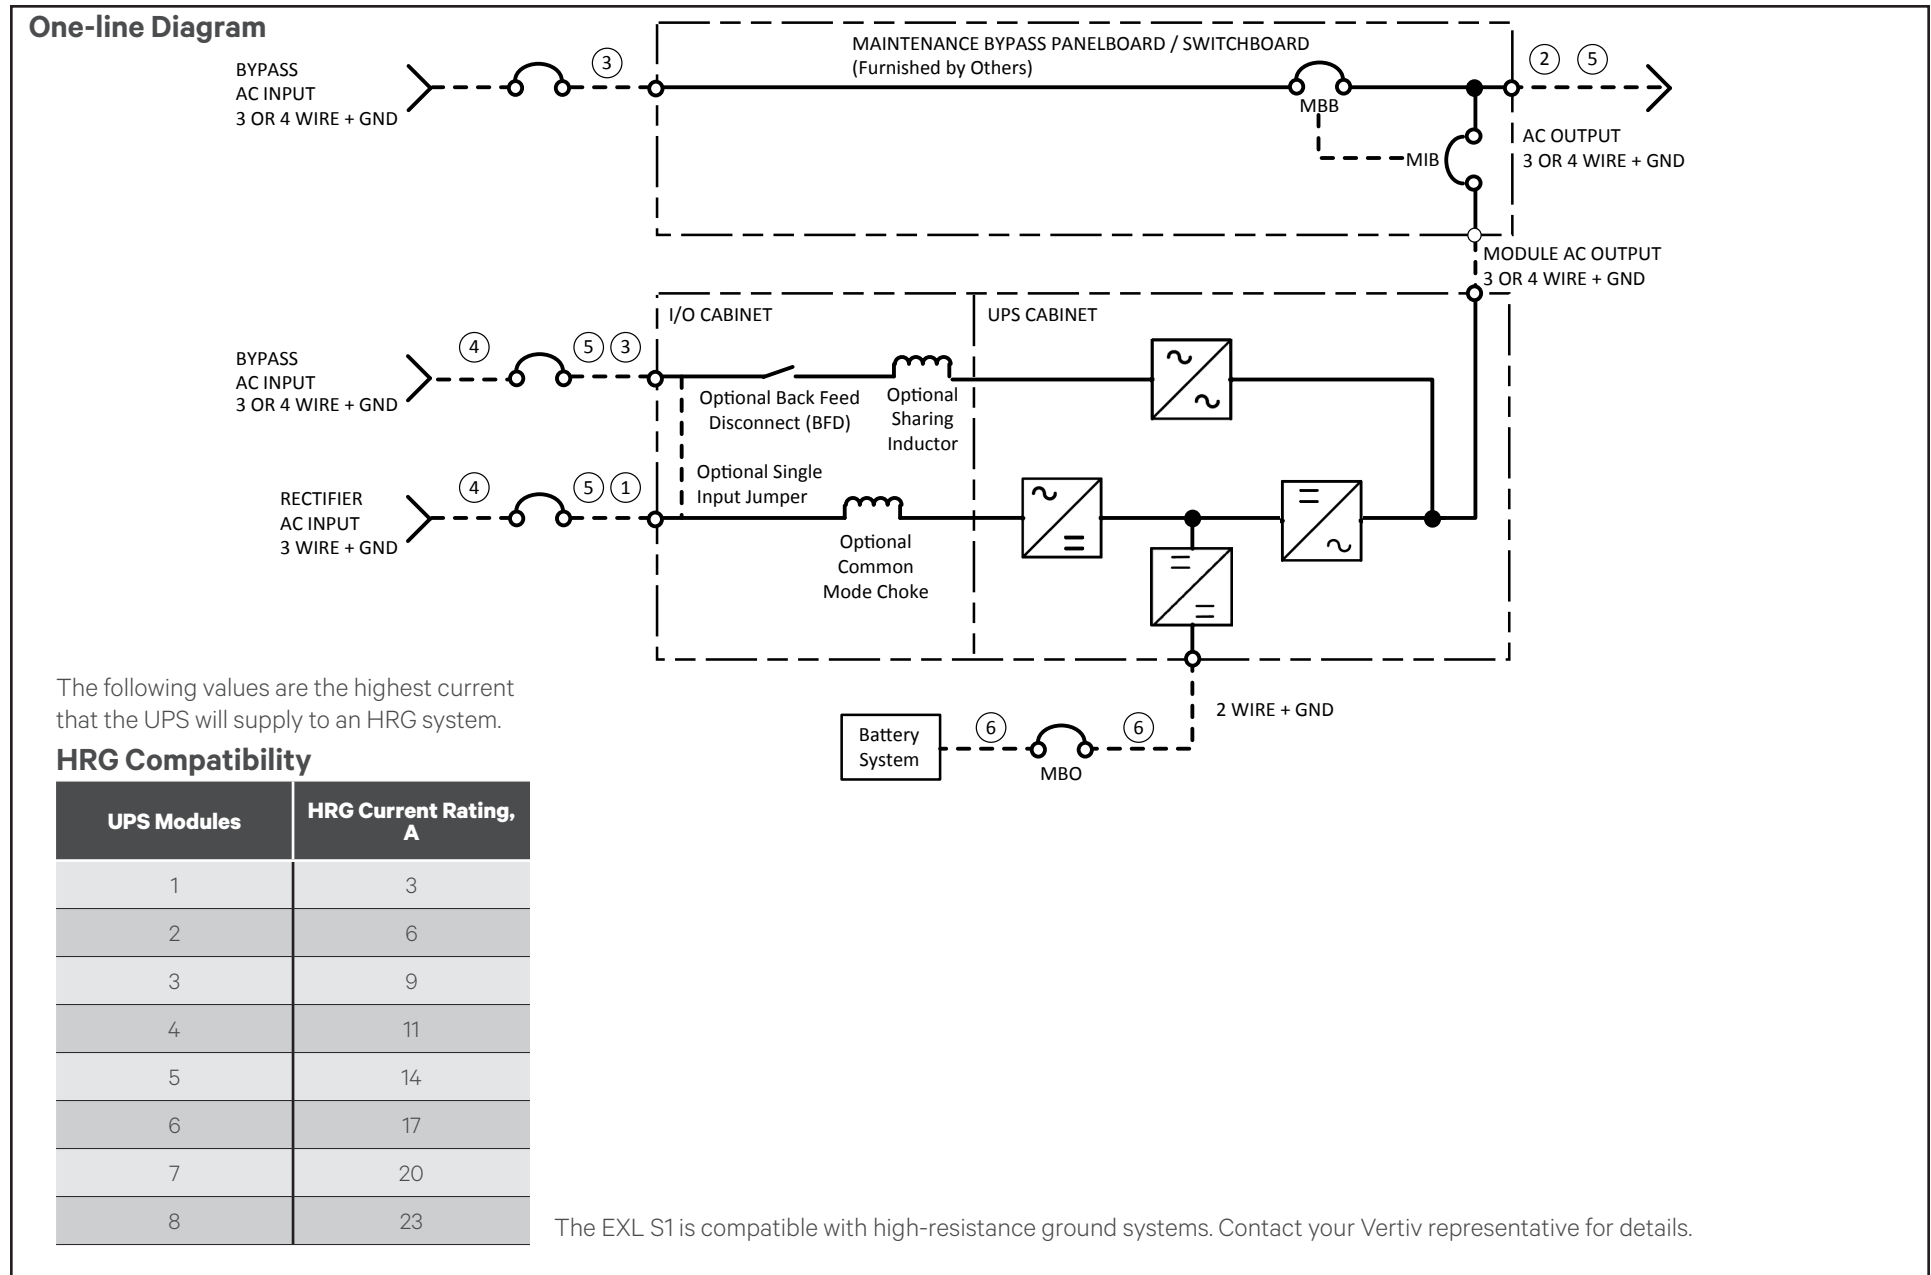 One-line Diagram
BYPASS
AC INPUT
3 OR 4 WIRE + GND
3
MAINTENANCE BYPASS PANELBOARD / SWITCHBOARD
(Furnished by Others)
MBB
MIB
2 5
AC OUTPUT
3 OR 4 WIRE + GND
MODULE AC OUTPUT
3 OR 4 WIRE + GND
I/O CABINET
UPS CABINET
BYPASS
AC INPUT
3 OR 4 WIRE + GND
4
5 3
Optional Back Feed
Disconnect (BFD)
Optional
Sharing
Inductor
RECTIFIER
AC INPUT
3 WIRE + GND
4
5 1
Optional Single
Input Jumper
Optional
Common
Mode Choke
2 WIRE + GND
Battery
System
6
6
MBO
The following values are the highest current
that the UPS will supply to an HRG system.
HRG Compatibility
UPS Modules
HRG Current Rating,
A
1 3
2 6
3 9
4 11
5 14
6 17
7 20
8 23
The EXL S1 is compatible with high-resistance ground systems. Contact your Vertiv representative for details.